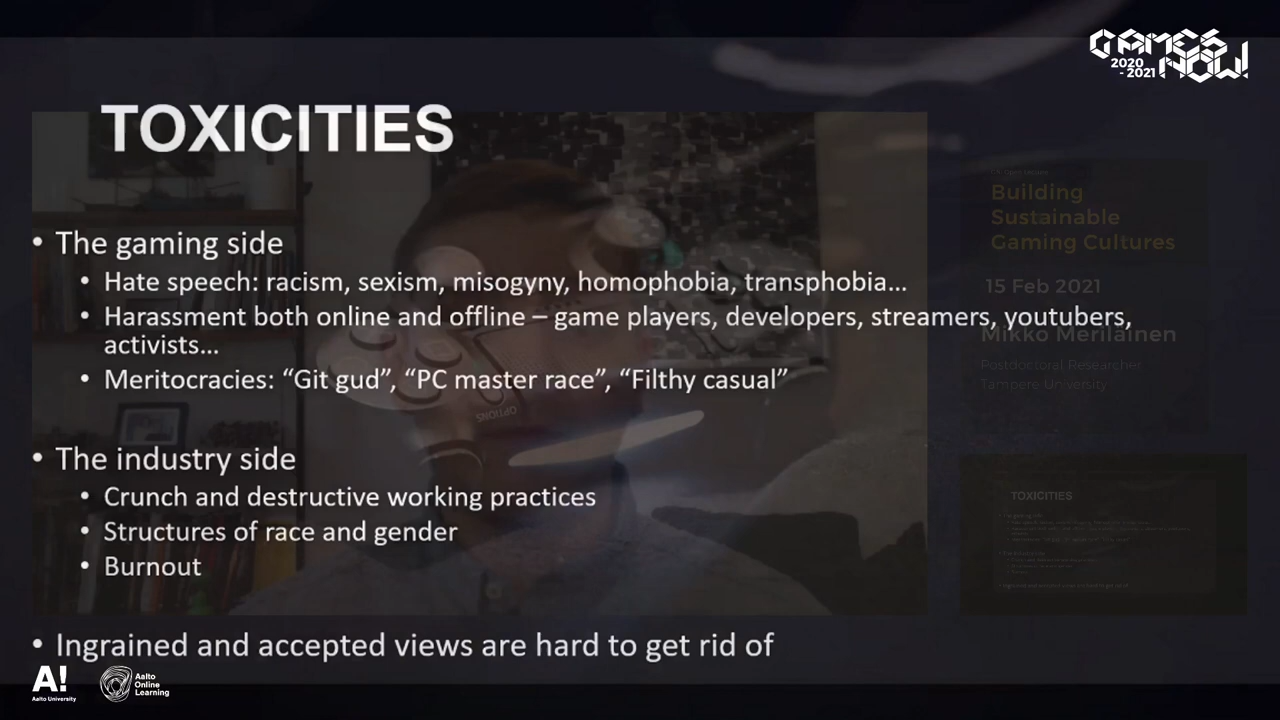 GAMES
NOW!
2020
- 2021
TOXICITIES
• The gaming side
• Hate speech: racism, sexism, misogyny, homophobia, transphobia...
• Harassment both online and offline – game players, developers, streamers, youtubers,
activists...
• Meritocracies: “Git gud”, “PC master race”, “Filthy casual”
• The industry side
• Crunch and destructive working practices
• Structures of race and gender
• Burnout
• Ingrained and accepted views are hard to get rid of
Building
Sustainable
Gaming Cultures
15 Feb 2021
Mikko Meriläinen
Postdoctoral Researcher
Tampere University
OPTIONS
TOXICITIES
A!
Aalto University
Aalto
Online
Learning